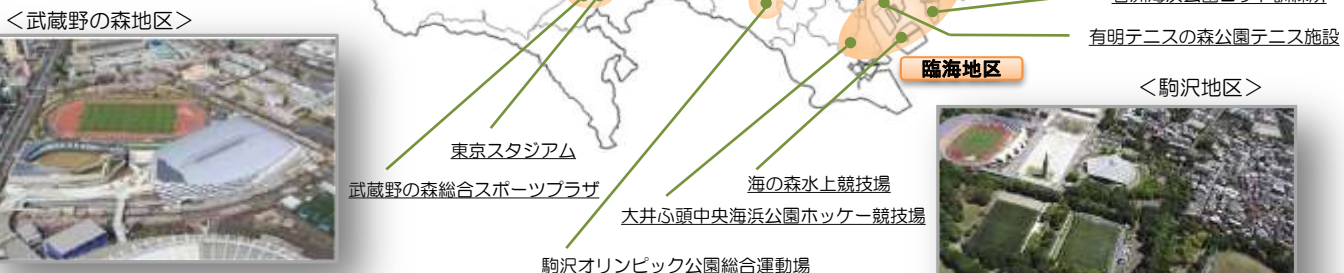 ＜武蔵野の森地区＞
有明テニスの森公園テニス施設
臨海地区
＜駒沢地区＞
東京スタジアム
武蔵野の森総合スポーツプラザ
海の森水上競技場
大井ふ頭中央海浜公園ホッケー競技場
駒沢オリンピック公園総合運動場